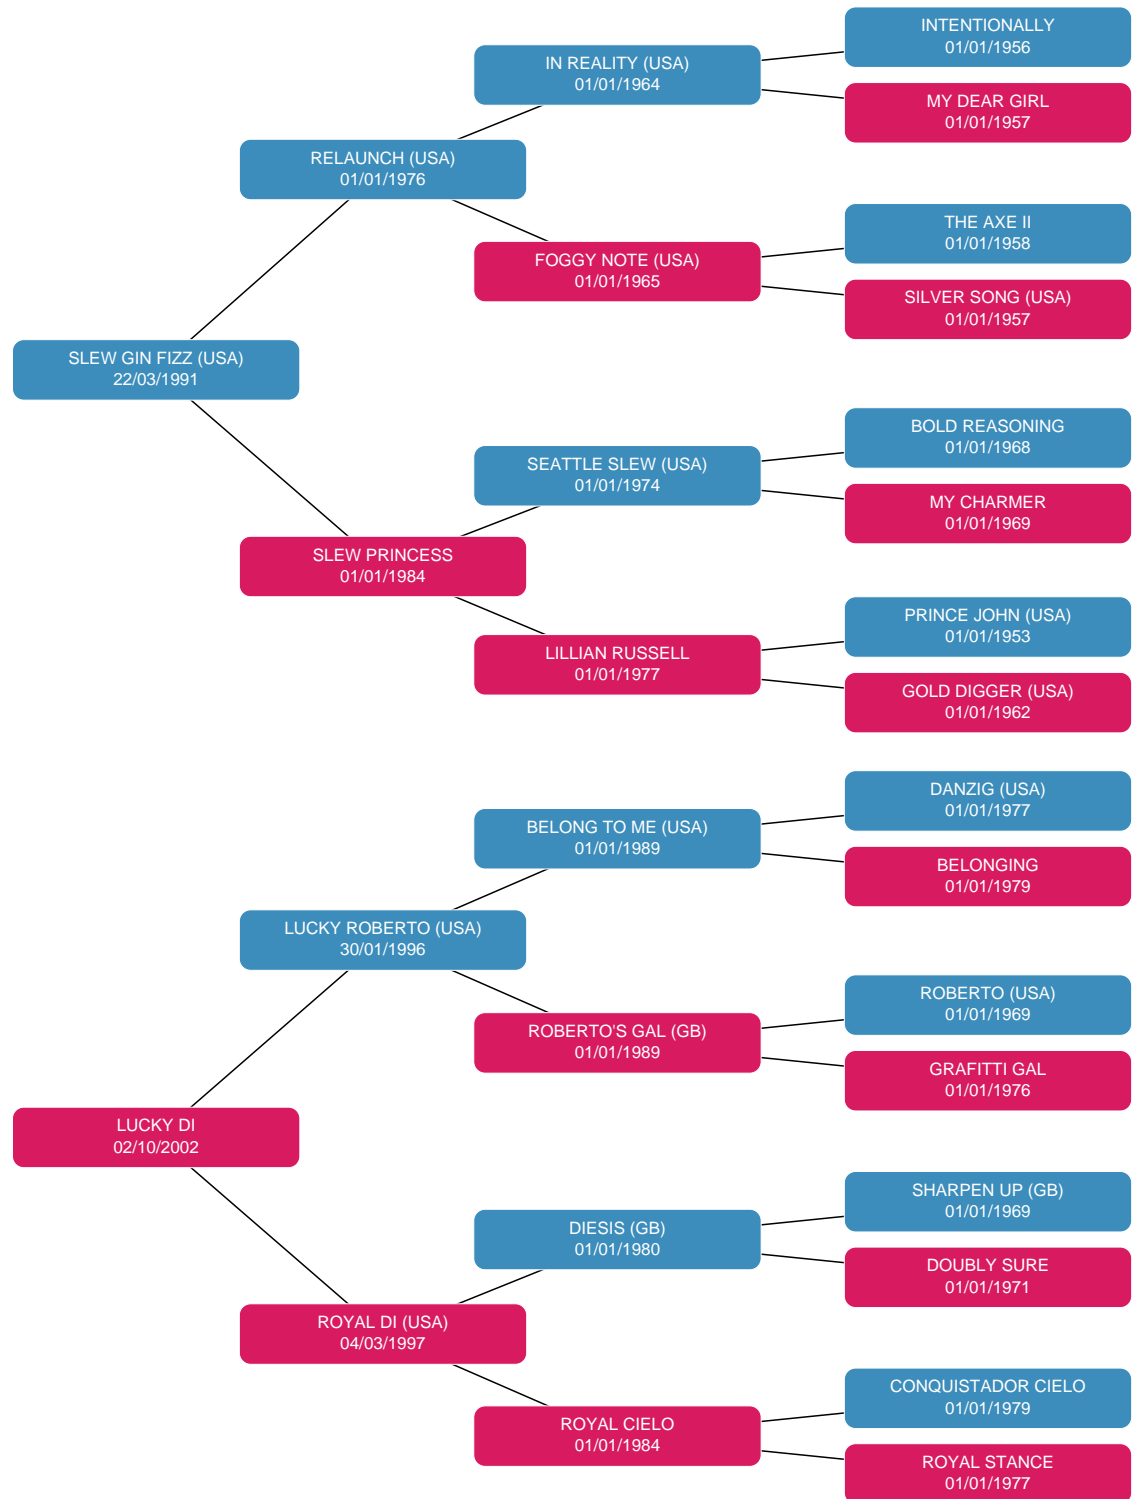 INTENTIONALLY
01/01/1956
IN REALITY (USA)
01/01/1964
MY DEAR GIRL
01/01/1957
RELAUNCH (USA)
01/01/1976
THE AXE II
01/01/1958
FOGGY NOTE (USA)
01/01/1965
SILVER SONG (USA)
01/01/1957
SLEW GIN FIZZ (USA)
22/03/1991
BOLD REASONING
01/01/1968
SEATTLE SLEW (USA)
01/01/1974
MY CHARMER
01/01/1969
SLEW PRINCESS
01/01/1984
PRINCE JOHN (USA)
01/01/1953
LILLIAN RUSSELL
01/01/1977
GOLD DIGGER (USA)
01/01/1962
DANZIG (USA)
01/01/1977
BELONG TO ME (USA)
01/01/1989
BELONGING
01/01/1979
LUCKY ROBERTO (USA)
30/01/1996
ROBERTO (USA)
01/01/1969
ROBERTO'S GAL (GB)
01/01/1989
GRAFITTI GAL
01/01/1976
LUCKY DI
02/10/2002
SHARPEN UP (GB)
01/01/1969
DIESIS (GB)
01/01/1980
DOUBLY SURE
01/01/1971
ROYAL DI (USA)
04/03/1997
CONQUISTADOR CIELO
01/01/1979
ROYAL CIELO
01/01/1984
ROYAL STANCE
01/01/1977